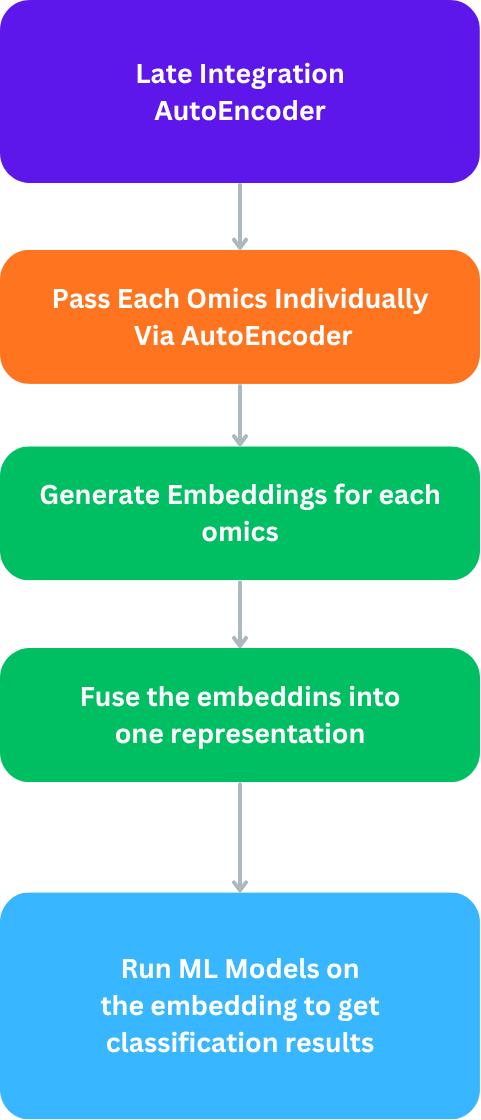 Late Integration
AutoEncoder
Pass Each Omics Individually
Via AutoEncoder
Generate Embeddings for each
omics
Fuse the embeddins into
one representation
Run ML Models on
the embedding to get
classification results